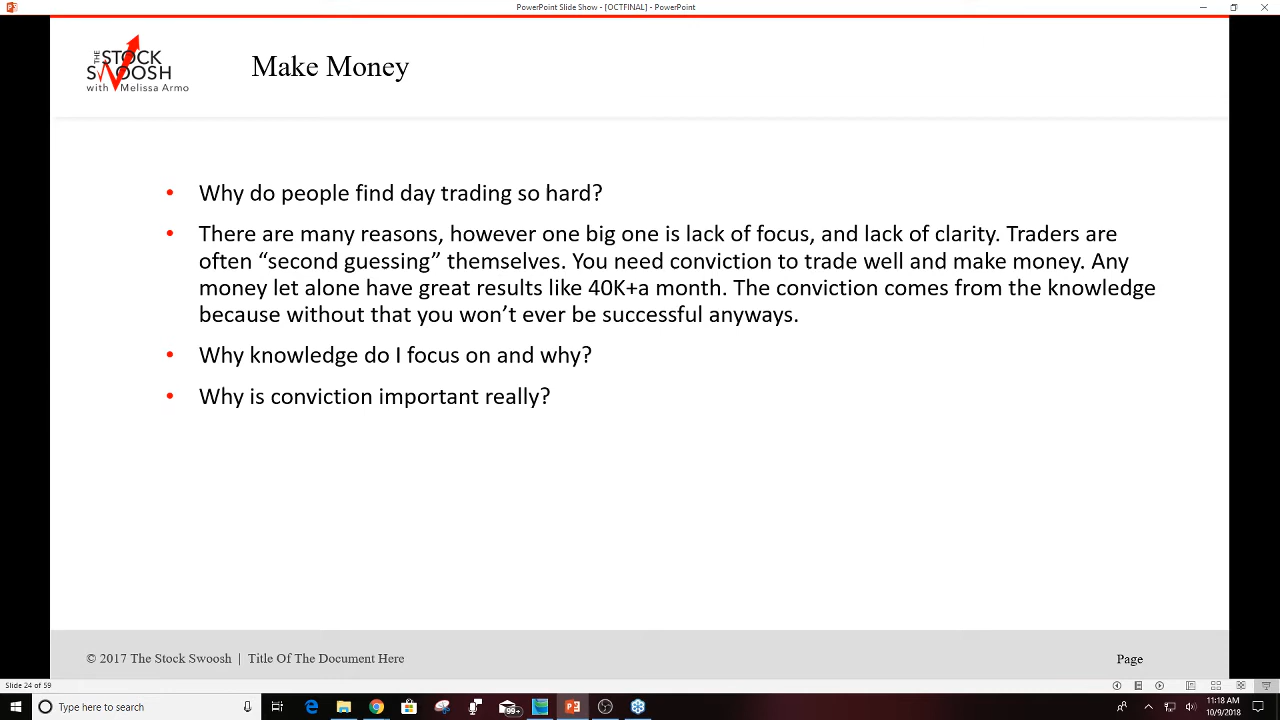 PowerPoint Slide Show - [OCTFINAL] - PowerPoint
THE
STOCK
SWOOSH
with Melissa Armo
Make Money
• Why do people find day trading so hard?
• There are many reasons, however one big one is lack of focus, and lack of clarity. Traders are
often “second guessing” themselves. You need conviction to trade well and make money. Any
money let alone have great results like 40K+a month. The conviction comes from the knowledge
because without that you won’t ever be successful anyways.
• Why knowledge do I focus on and why?
• Why is conviction important really?
© 2017 The Stock Swoosh | Title Of The Document Here
Page
Slide 24 of 59
Type here to search
99+
11:18 AM
10/9/2018